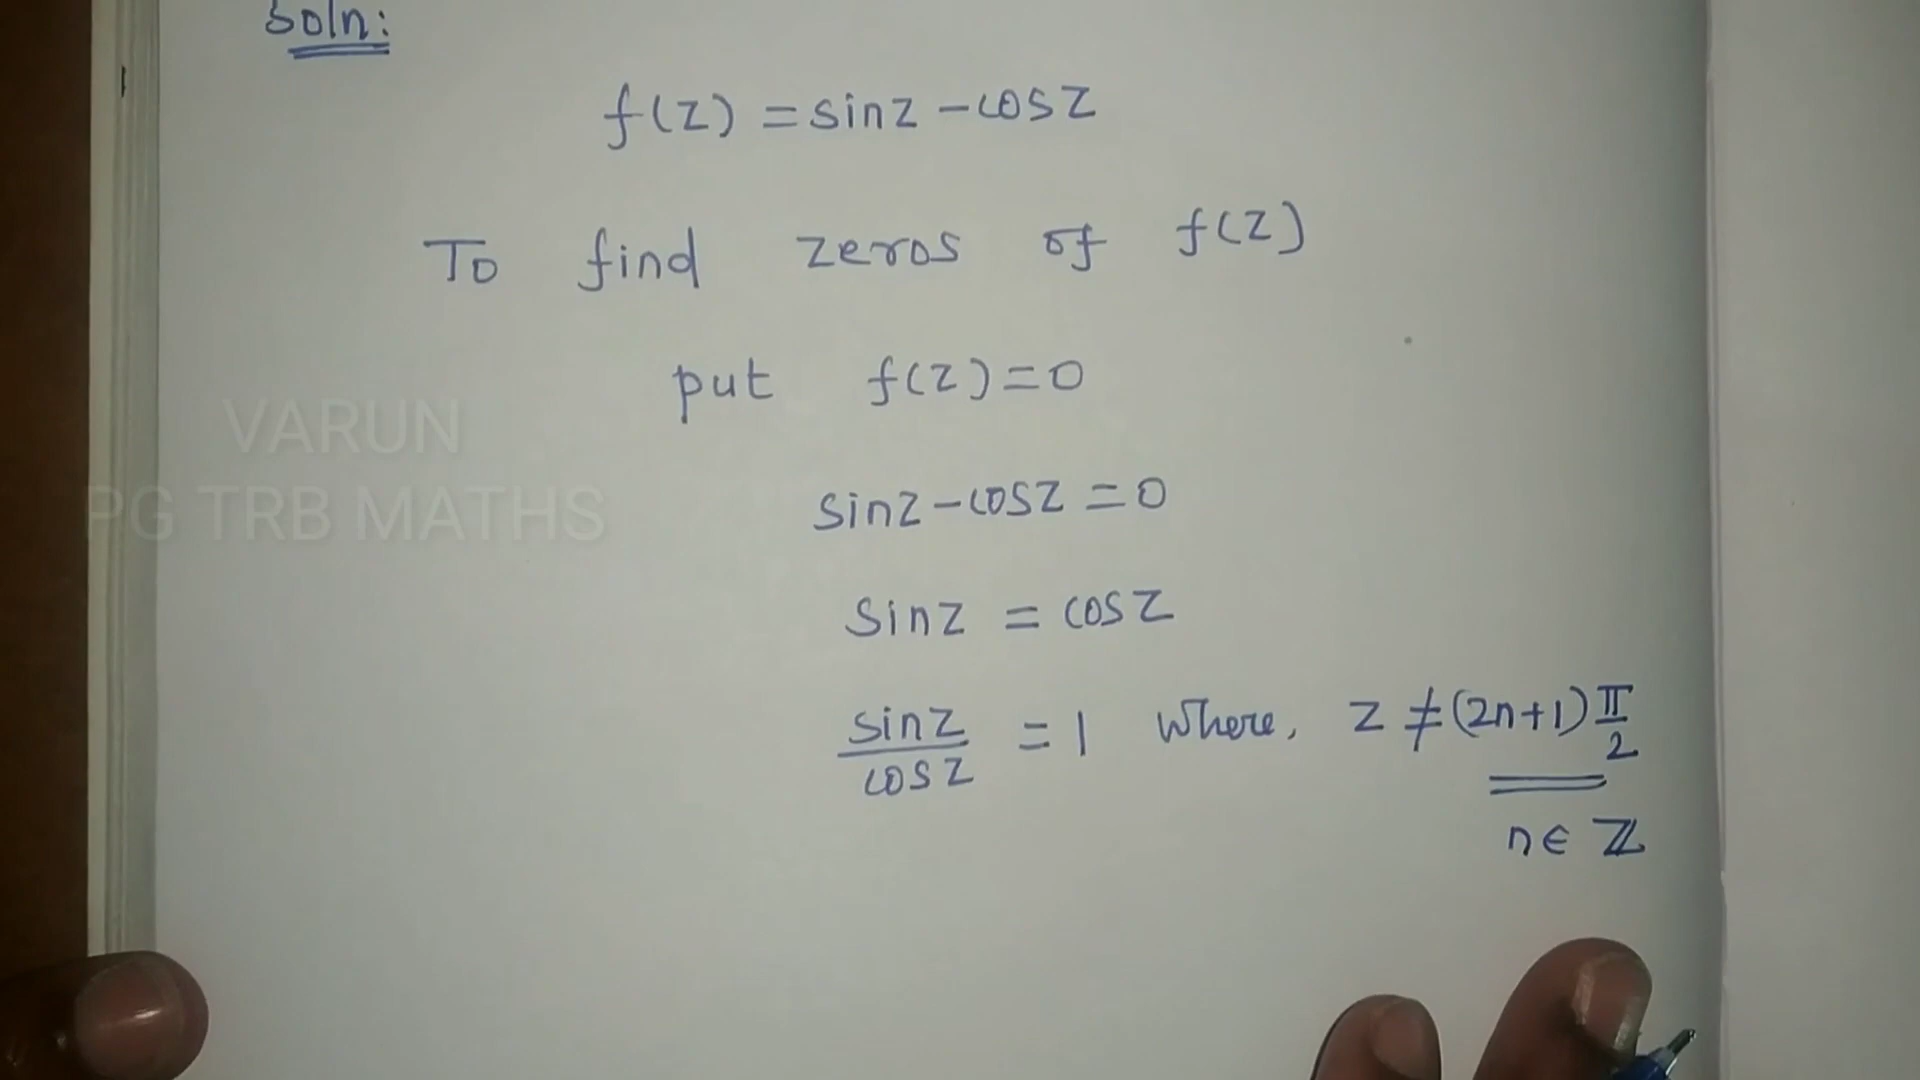 Soln:
f(z) = sinz - cosz
To find zeros of f(z)
put f(z)=0
VARUN
PG TRB MATHS
sinz - cosz = 0
sinz = cosz
sinz/cosz = 1 where, z ≠ (2n+1)π/2
n∈ ℤ